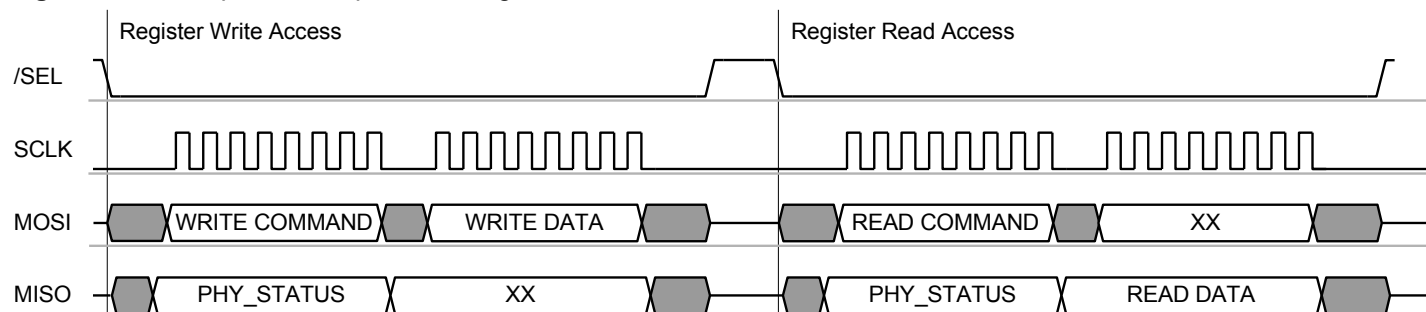 Register Write Access Register Read Access
/SEL
SCLK
MOSI WRITE COMMAND WRITE DATA READ COMMAND XX
MISO PHY_STATUS XX PHY_STATUS READ DATA